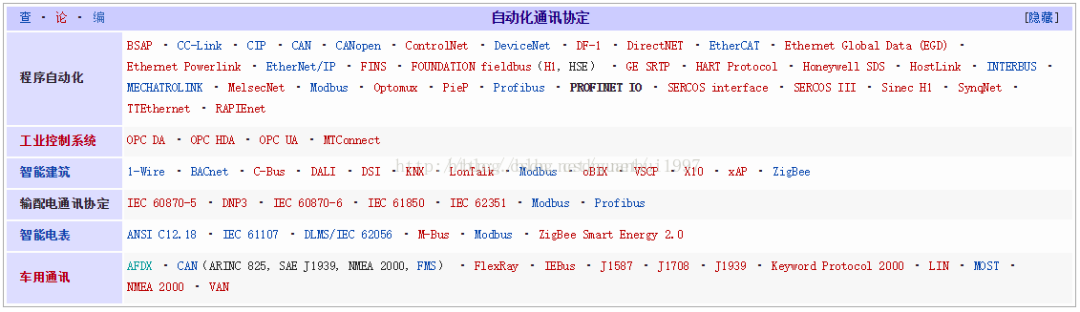 查 · 论 · 编 自动化通讯协定 [隐藏]
程序自动化
BSAP · CC-Link · CIP · CAN · CANopen · ControlNet · DeviceNet · DF-1 · DirectNET · EtherCAT · Ethernet Global Data (EGD) ·
Ethernet Powerlink · EtherNet/IP · FINS · FOUNDATION fieldbus (H1, HSE) · GE SRTP · HART Protocol · Honeywell SDS · HostLink · INTERBUS ·
MECHATROLINK · MelsecNet · Modbus · Optomux · PieP · Profibus · PROFINET IO · SERCOS interface · SERCOS III · Sinec H1 · SynqNet ·
TTEthernet · RAPIEnet
工业控制系统 OPC DA · OPC HDA · OPC UA · MTConnect
智能建筑 1-Wire · BACnet · C-Bus · DALI · DSI · KNX · LonTalk · Modbus · oBIX · VSCP · X10 · xAP · ZigBee
输配电通讯协定 IEC 60870-5 · DNP3 · IEC 60870-6 · IEC 61850 · IEC 62351 · Modbus · Profibus
智能电表 ANSI C12.18 · IEC 61107 · DLMS/IEC 62056 · M-Bus · Modbus · ZigBee Smart Energy 2.0
车用通讯
AFDX · CAN (ARINC 825, SAE J1939, NMEA 2000, FMS) · FlexRay · IEBus · J1587 · J1708 · J1939 · Keyword Protocol 2000 · LIN · MOST ·
NMEA 2000 · VAN